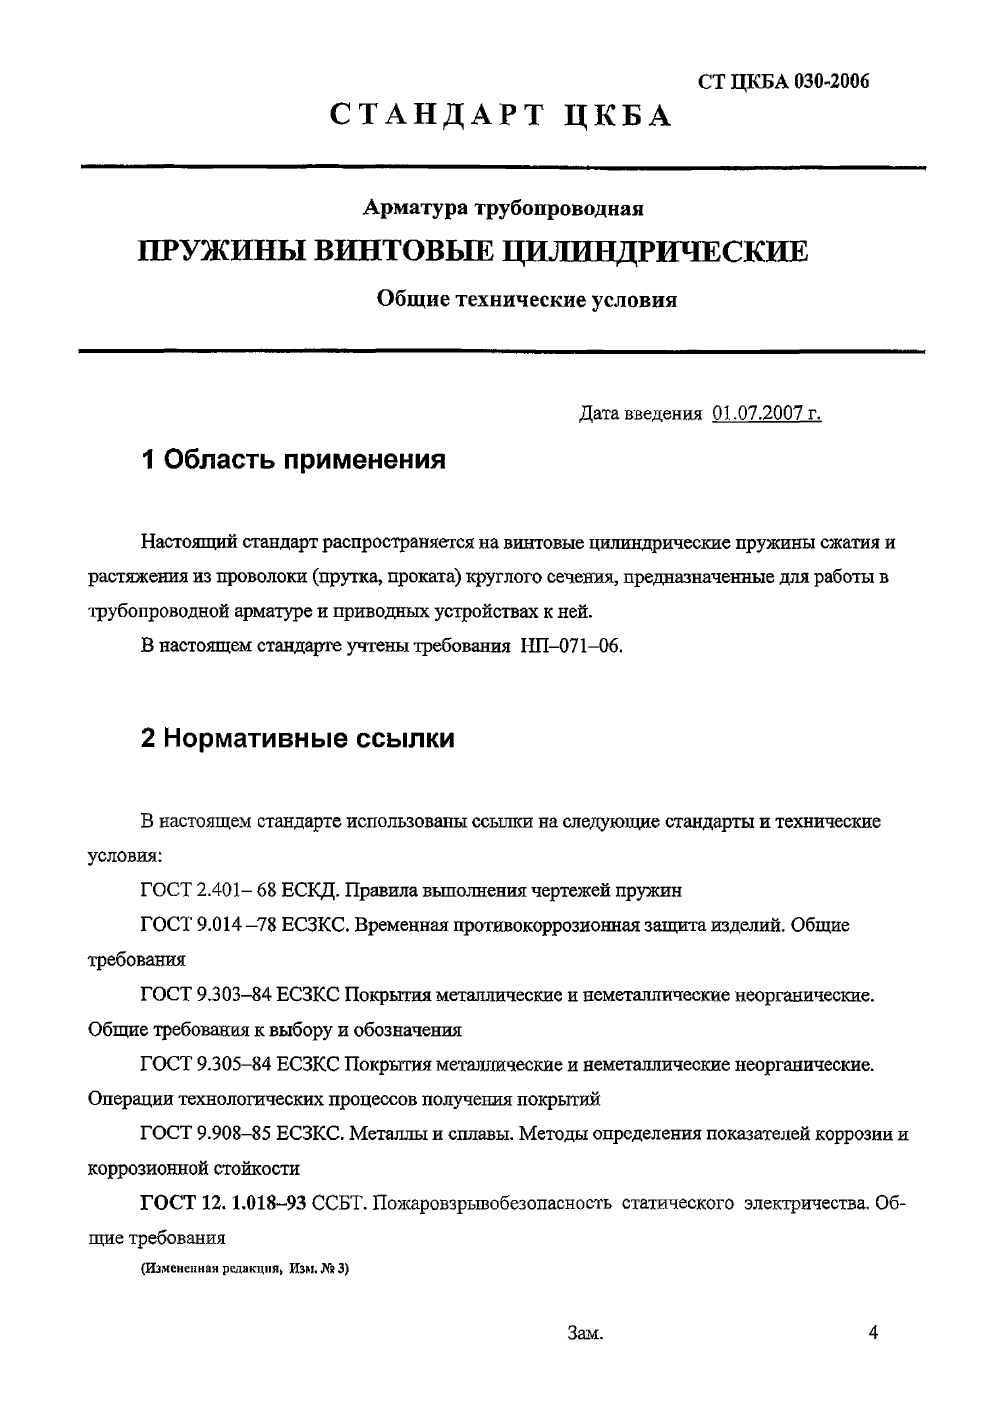 СТ ЦКБА 030-2006
СТАНДАРТ ЦКБА
Арматура трубопроводная
ПРУЖИНЫ ВИНТОВЫЕ ЦИЛИНДРИЧЕСКИЕ
Общие технические условия
Дата введения 01.07.2007 г.
1 Область применения
Настоящий стандарт распространяется на винтовые цилиндрические пружины сжатия и
растяжения из проволоки (прутка, проката) круглого сечения, предназначенные для работы в
трубопроводной арматуре и приводных устройствах к ней.
В настоящем стандарте учтены требования НП–071–06.
2 Нормативные ссылки
В настоящем стандарте использованы ссылки на следующие стандарты и технические
условия:
ГОСТ 2.401– 68 ЕСКД. Правила выполнения чертежей пружин
ГОСТ 9.014 –78 ЕСЗКС. Временная противокоррозионная защита изделий. Общие
требования
ГОСТ 9.303–84 ЕСЗКС Покрытия металлические и неметаллические неорганические.
Общие требования к выбору и обозначения
ГОСТ 9.305–84 ЕСЗКС Покрытия металлические и неметаллические неорганические.
Операции технологических процессов получения покрытий
ГОСТ 9.908–85 ЕСЗКС. Металлы и сплавы. Методы определения показателей коррозии и
коррозионной стойкости
ГОСТ 12. 1.018–93 ССБТ. Пожаровзрывобезопасность статического электричества. Об-
щие требования
(Измененная редакция, Изм. № 3)
Зам. 4